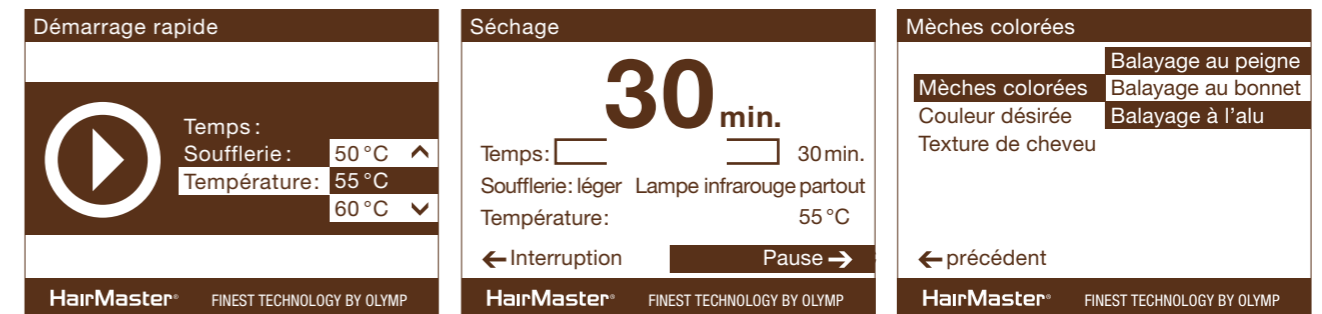 Démarrage rapide
Temps :
Soufflerie : 50 °C
Température: 55 °C
60 °C
HairMaster® FINEST TECHNOLOGY BY OLYMP
Séchage
30 min.
Temps: 30 min.
Soufflerie: léger Lampe infrarouge partout
Température: 55 °C
←Interruption Pause→
HairMaster® FINEST TECHNOLOGY BY OLYMP
Mèches colorées
Balayage au peigne
Mèches colorées Balayage au bonnet
Couleur désirée Balayage à l’alu
Texture de cheveu
←précédent
HairMaster® FINEST TECHNOLOGY BY OLYMP